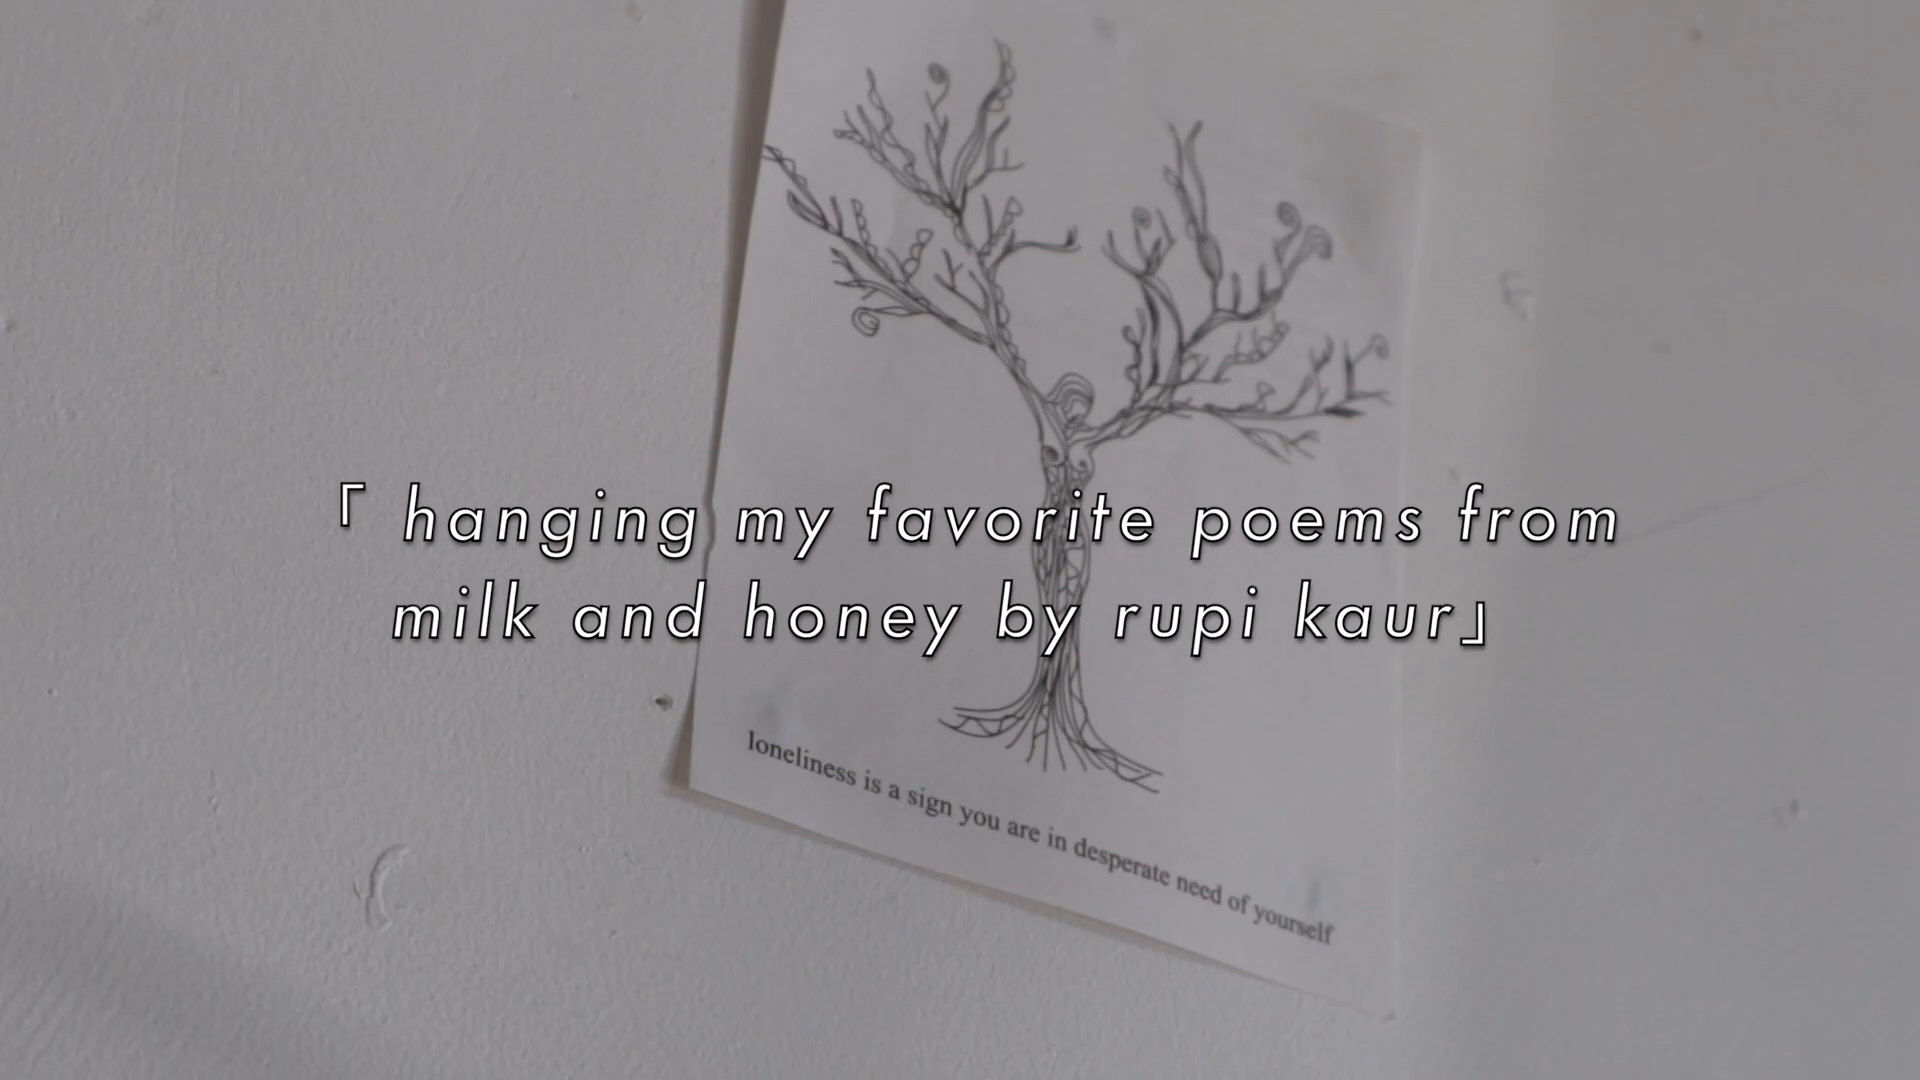 「 hanging my favorite poems from
milk and honey by rupi kaur」
loneliness is a sign you are in desperate need of yourself